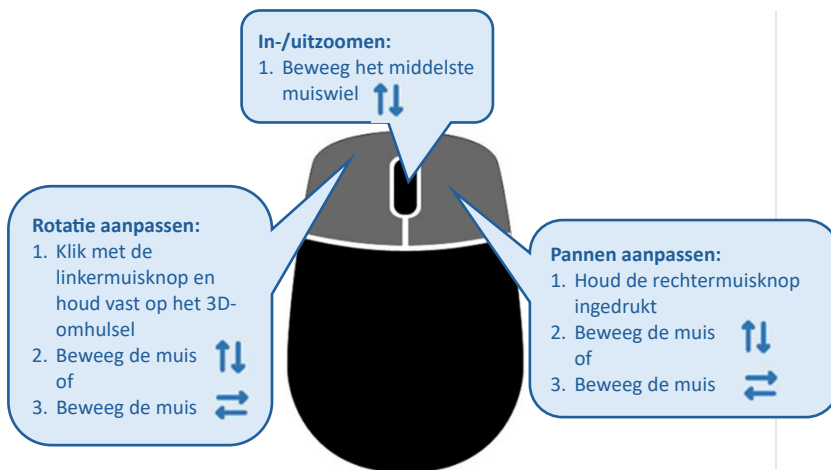 In-/uitzoomen:
1. Beweeg het middelste
muiswiel
Rotatie aanpassen:
1. Klik met de
linkermuisknop en
houd vast op het 3D-
omhulsel
2. Beweeg de muis
of
3. Beweeg de muis
Pannen aanpassen:
1. Houd de rechtermuisknop
ingedrukt
2. Beweeg de muis
of
3. Beweeg de muis